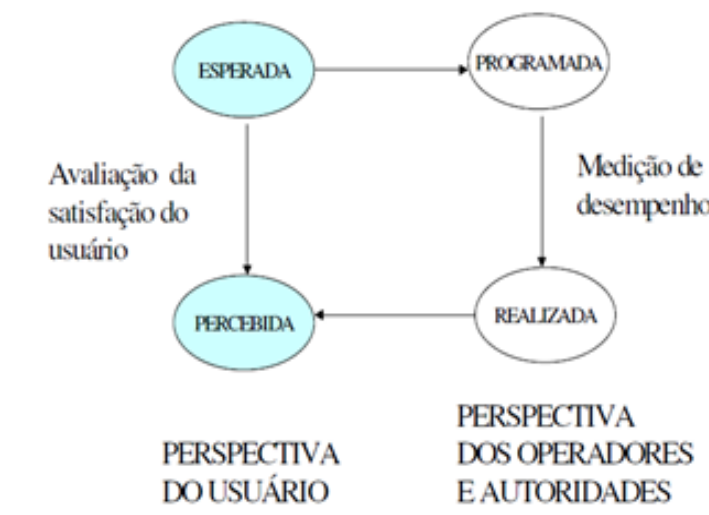 ESPERADA
PROGRAMADA
Avaliação da
satisfação do
usuário
Medição de
desempenho
PERCEBIDA
REALIZADA
PERSPECTIVA
DO USUÁRIO
PERSPECTIVA
DOS OPERADORES
E AUTORIDADES